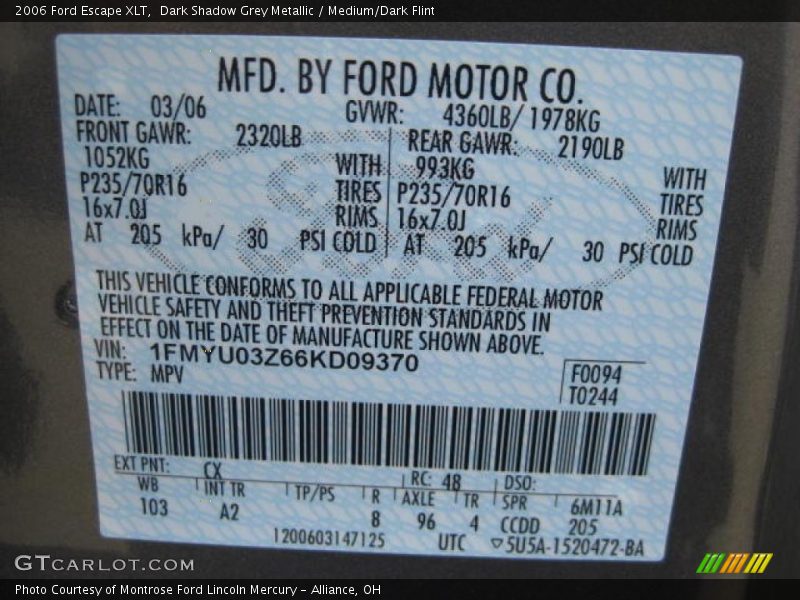 2006 Ford Escape XLT,  Dark Shadow Grey Metallic / Medium/Dark Flint
MFD. BY FORD MOTOR CO.
DATE: 03/06 GVWR: 4360LB/ 1978KG
FRONT GAWR: 2320LB REAR GAWR: 2190LB
1052KG WITH 993KG WITH
P235/70R16 TIRES P235/70R16 TIRES
16x7.0J RIMS 16x7.0J RIMS
AT 205 kPa/ 30 PSI COLD AT 205 kPa/ 30 PSI COLD
THIS VEHICLE CONFORMS TO ALL APPLICABLE FEDERAL MOTOR
VEHICLE SAFETY AND THEFT PREVENTION STANDARDS IN
EFFECT ON THE DATE OF MANUFACTURE SHOWN ABOVE.
VIN: 1FMYU03Z66KD09370
TYPE: MPV
F0094
T0244
EXT PNT: CX RC: 48 DSO:
WB INT TR TP/PS R AXLE TR SPR 6M11A
103 A2 8 96 4 CCDD 205
1200603147125 UTC ▽5U5A-1520472-BA
GTCARLOT.COM
Photo Courtesy of Montrose Ford Lincoln Mercury - Alliance, OH